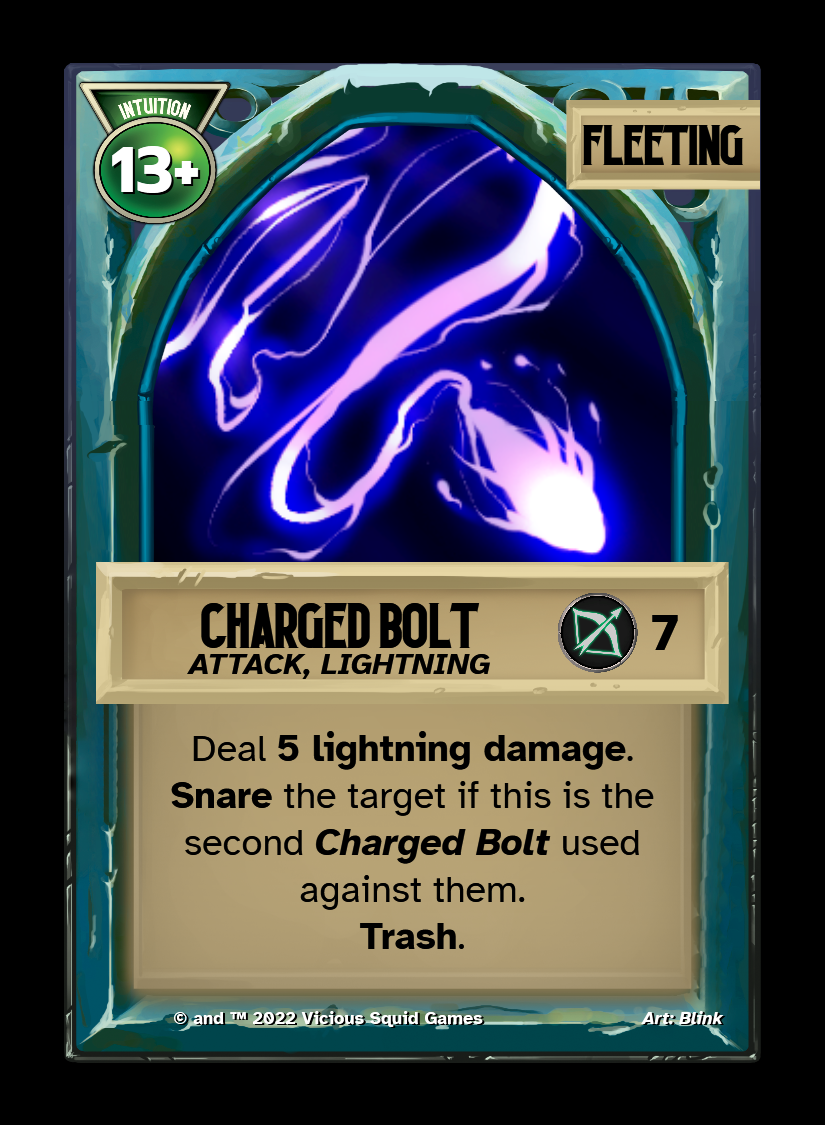 INTUITION
13+
FLEETING
CHARGED BOLT
ATTACK, LIGHTNING
7
Deal 5 lightning damage.
Snare the target if this is the
second Charged Bolt used
against them.
Trash.
© and ™ 2022 Vicious Squid Games
Art: Blink